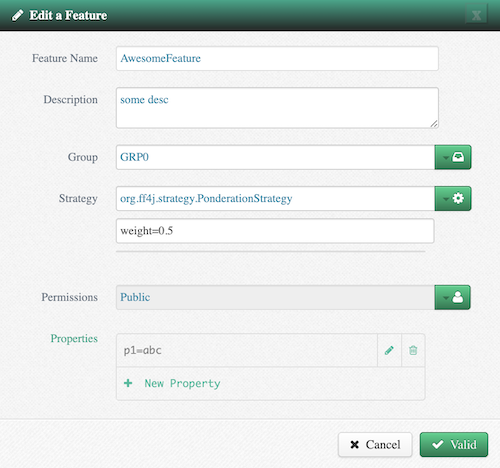 Edit a Feature
X
Feature Name AwesomeFeature
Description some desc
Group GRP0
Strategy org.ff4j.strategy.PonderationStrategy
weight=0.5
Permissions Public
Properties
p1=abc
New Property
Cancel Valid